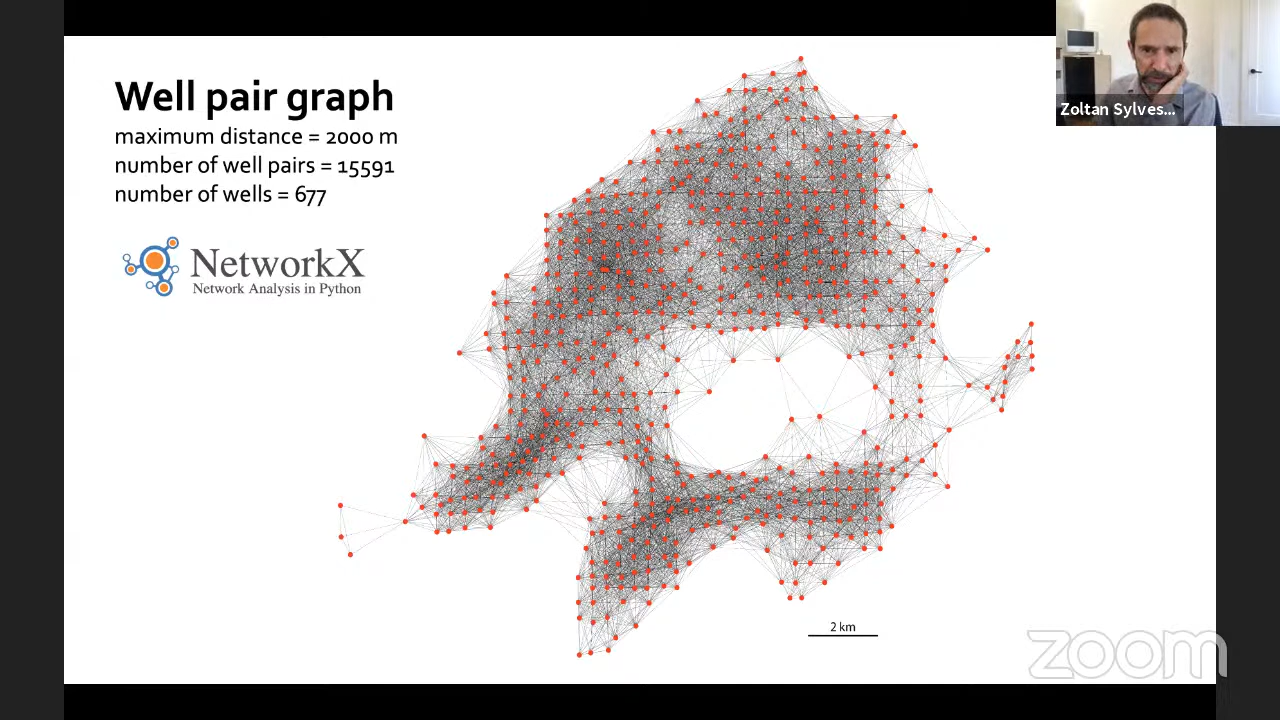 Well pair graph
maximum distance = 2000 m
number of well pairs = 15591
number of wells = 677
NetworkX
Network Analysis in Python
Zoltan Sylves...
2 km
zoom